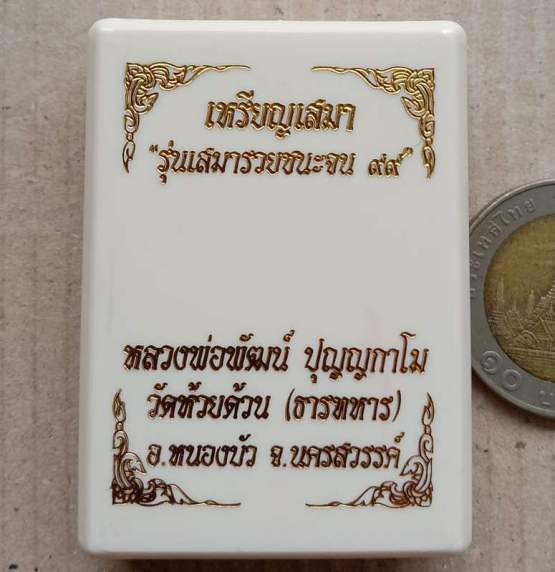 เหรียญเสมา
"รุ่นเสมารวยชนะจน ๙๙"
หลวงพ่อพัฒน์ ปุญญกาโม
วัดห้วยด้วน (ธารทหาร)
อ.หนองบัว จ.นครสวรรค์
๑๐